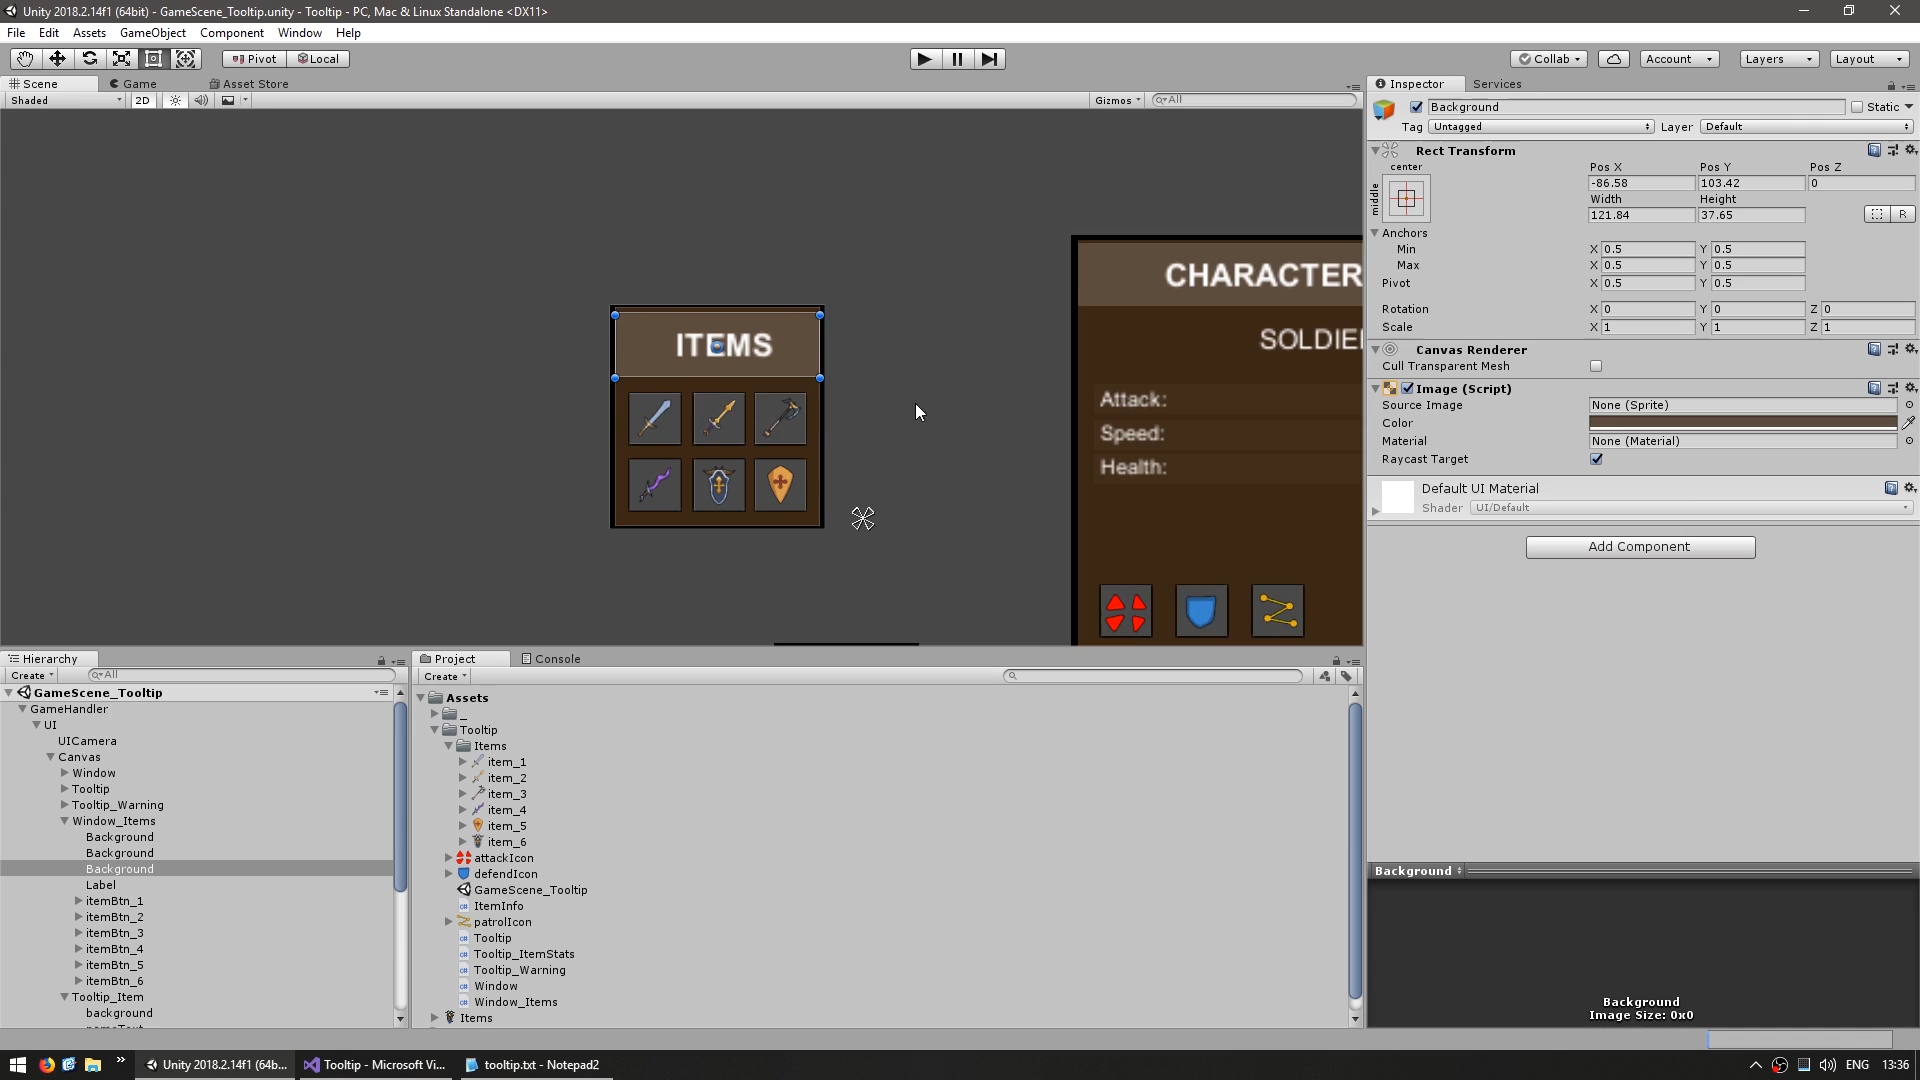 Unity 2018.2.14f1 (64bit) - GameScene_Tooltip.unity - Tooltip - PC, Mac & Linux Standalone <DX11>
File Edit Assets GameObject Component Window Help
Pivot Local Collab Account Layers Layout
Scene Game Asset Store
Shaded 2D Gizmos All
ITEMS
CHARACTER
SOLDIE
Attack:
Speed:
Health:
Inspector Services
Background Static
Tag Untagged Layer Default
Rect Transform
center Pos X Pos Y Pos Z
middle -86.58 103.42 0
Width Height
121.84 37.65 R
Anchors
Min X 0.5 Y 0.5
Max X 0.5 Y 0.5
Pivot X 0.5 Y 0.5
Rotation X 0 Y 0 Z 0
Scale X 1 Y 1 Z 1
Canvas Renderer
Cull Transparent Mesh
Image (Script)
Source Image None (Sprite)
Color
Material None (Material)
Raycast Target
Default UI Material
Shader UI/Default
Add Component
Background
Background
Image Size: 0x0
Hierarchy
Create All
GameScene_Tooltip
GameHandler
UI
UICamera
Canvas
Window
Tooltip
Tooltip_Warning
Window_Items
Background
Background
Background
Label
itemBtn_1
itemBtn_2
itemBtn_3
itemBtn_4
itemBtn_5
itemBtn_6
Tooltip_Item
background
Project Console
Create
Assets
_
Tooltip
Items
item_1
item_2
item_3
item_4
item_5
item_6
attackIcon
defendIcon
GameScene_Tooltip
ItemInfo
patrolIcon
Tooltip
Tooltip_ItemStats
Tooltip_Warning
Window
Window_Items
Items
Unity 2018.2.14f1 (64b... Tooltip - Microsoft Vi... tooltip.txt - Notepad2 ENG 13:36